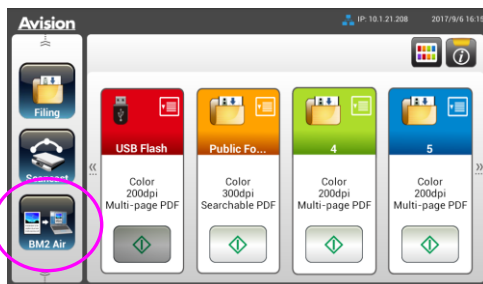 Avision
IP: 10.1.21.208
2017/9/6 16:15
Filing
Scancast
BM2 Air
USB Flash
Color
200dpi
Multi-page PDF
Public Fo...
Color
300dpi
Searchable PDF
4
Color
200dpi
Multi-page PDF
5
Color
200dpi
Multi-page PDF